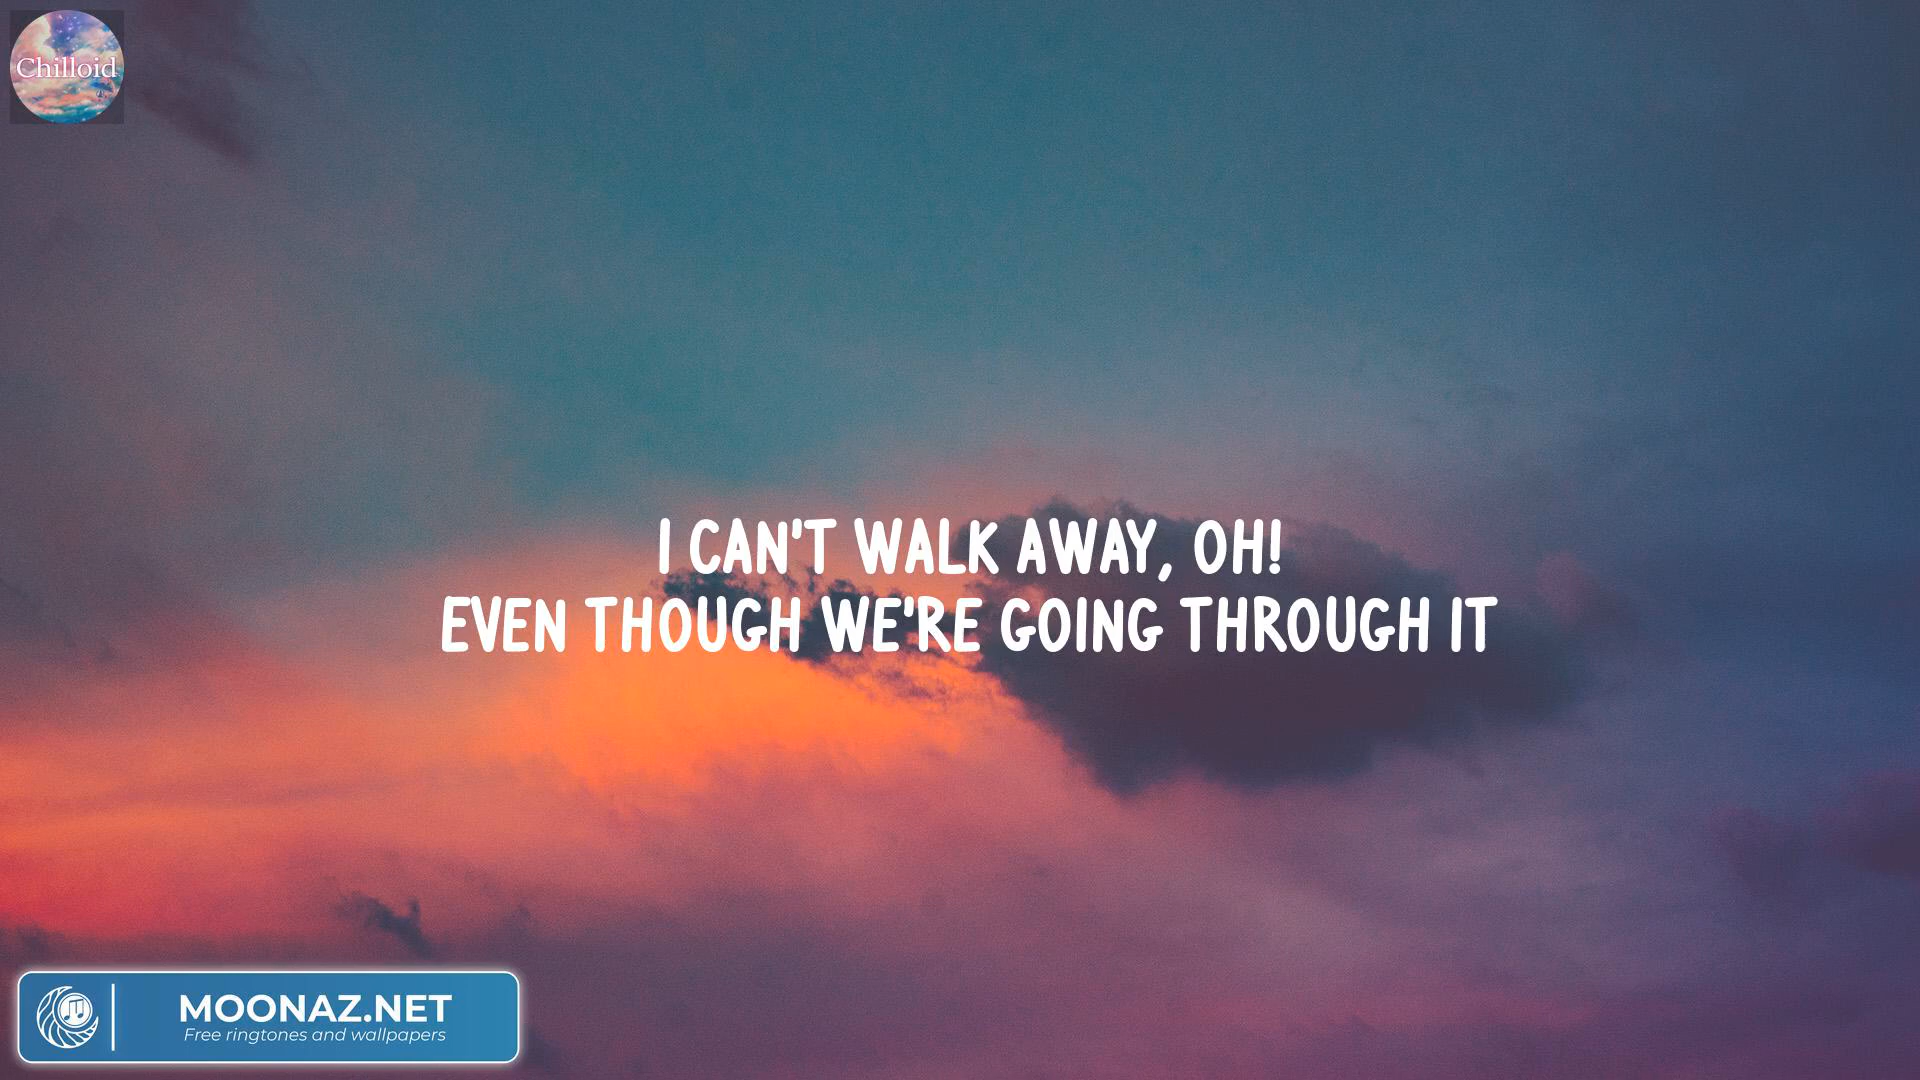 Chilloid
I CAN'T WALK AWAY, OH!
EVEN THOUGH WE'RE GOING THROUGH IT
MOONAZ.NET
Free ringtones and wallpapers